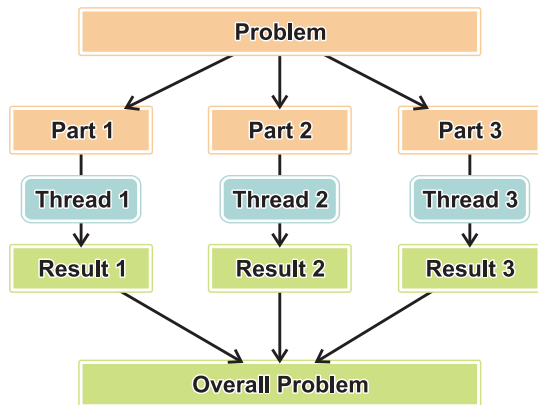 Problem
Part 1
Part 2
Part 3
Thread 1
Thread 2
Thread 3
Result 1
Result 2
Result 3
Overall Problem